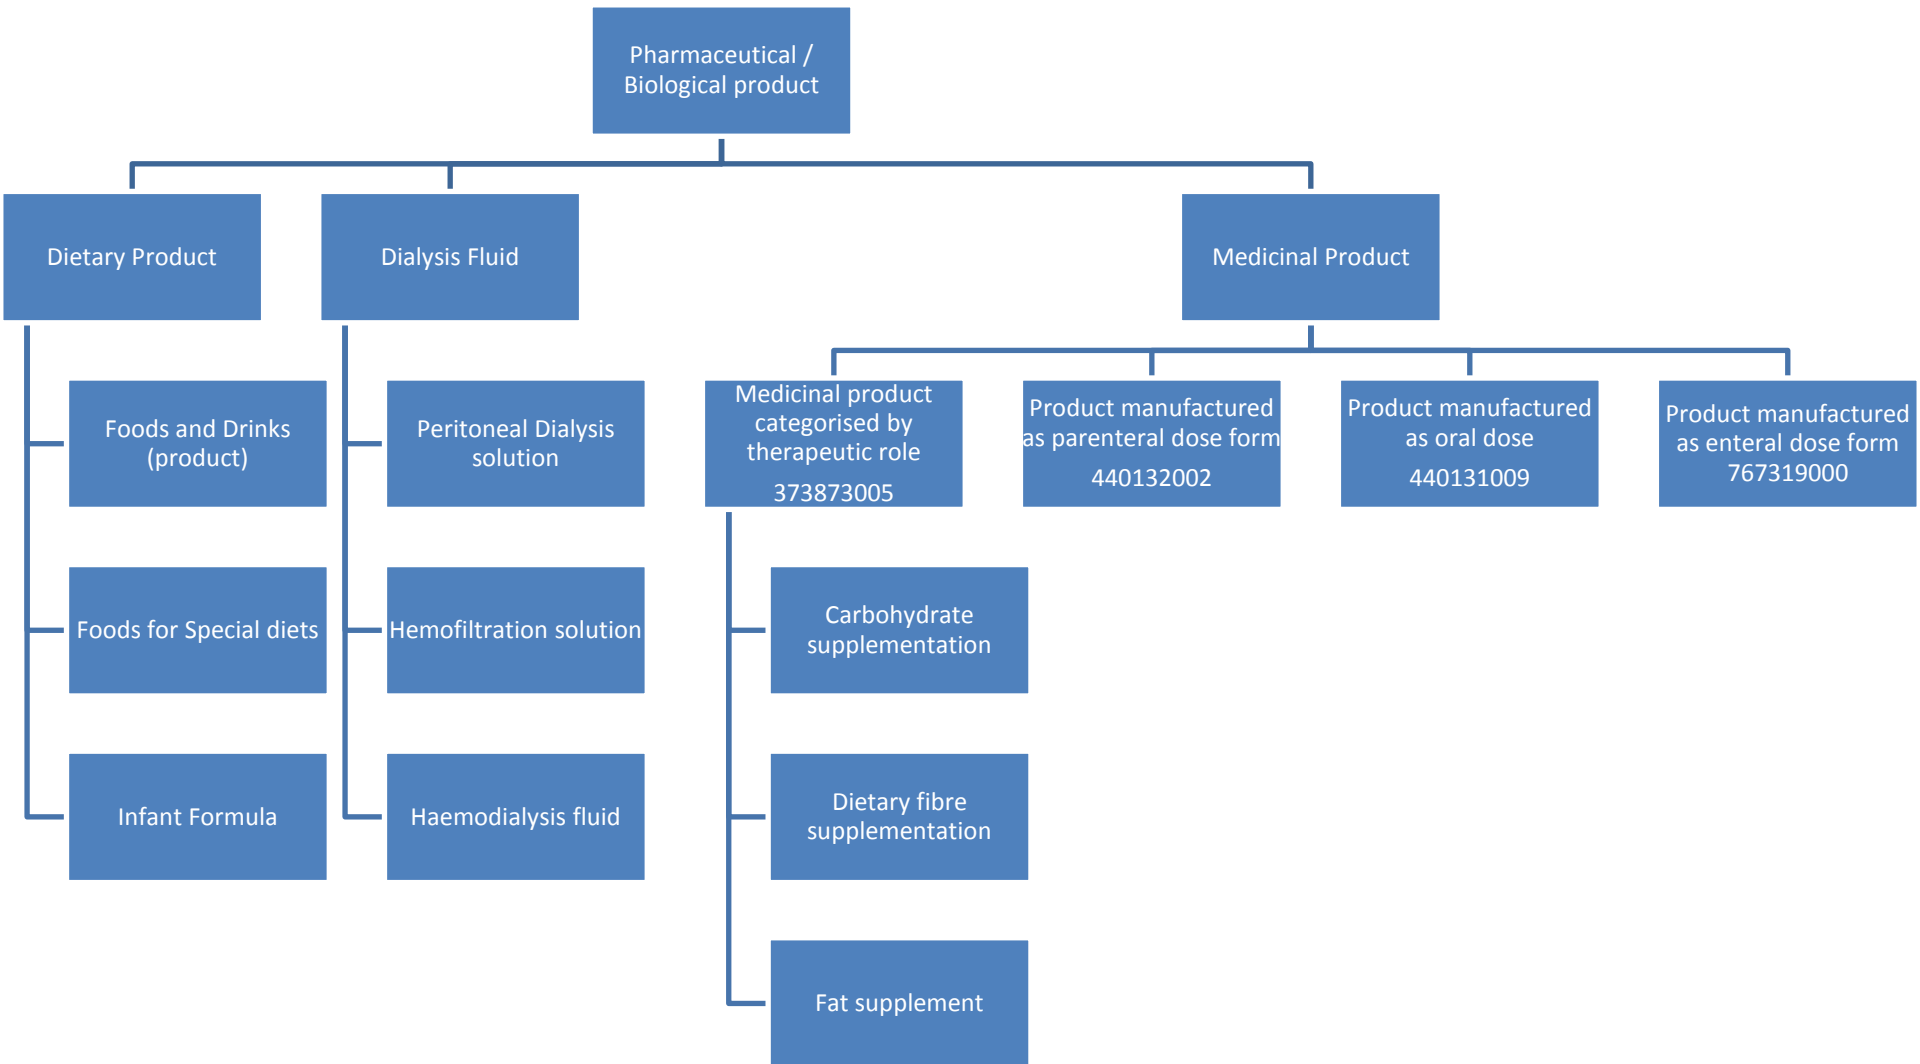 Pharmaceutical /
Biological product
Dietary Product
Dialysis Fluid
Medicinal Product
Foods and Drinks
(product)
Peritoneal Dialysis
solution
Medicinal product
categorised by
therapeutic role
373873005
Product manufactured
as parenteral dose form
440132002
Product manufactured
as oral dose
440131009
Product manufactured
as enteral dose form
767319000
Foods for Special diets
Hemofiltration solution
Carbohydrate
supplementation
Infant Formula
Haemodialysis fluid
Dietary fibre
supplementation
Fat supplement